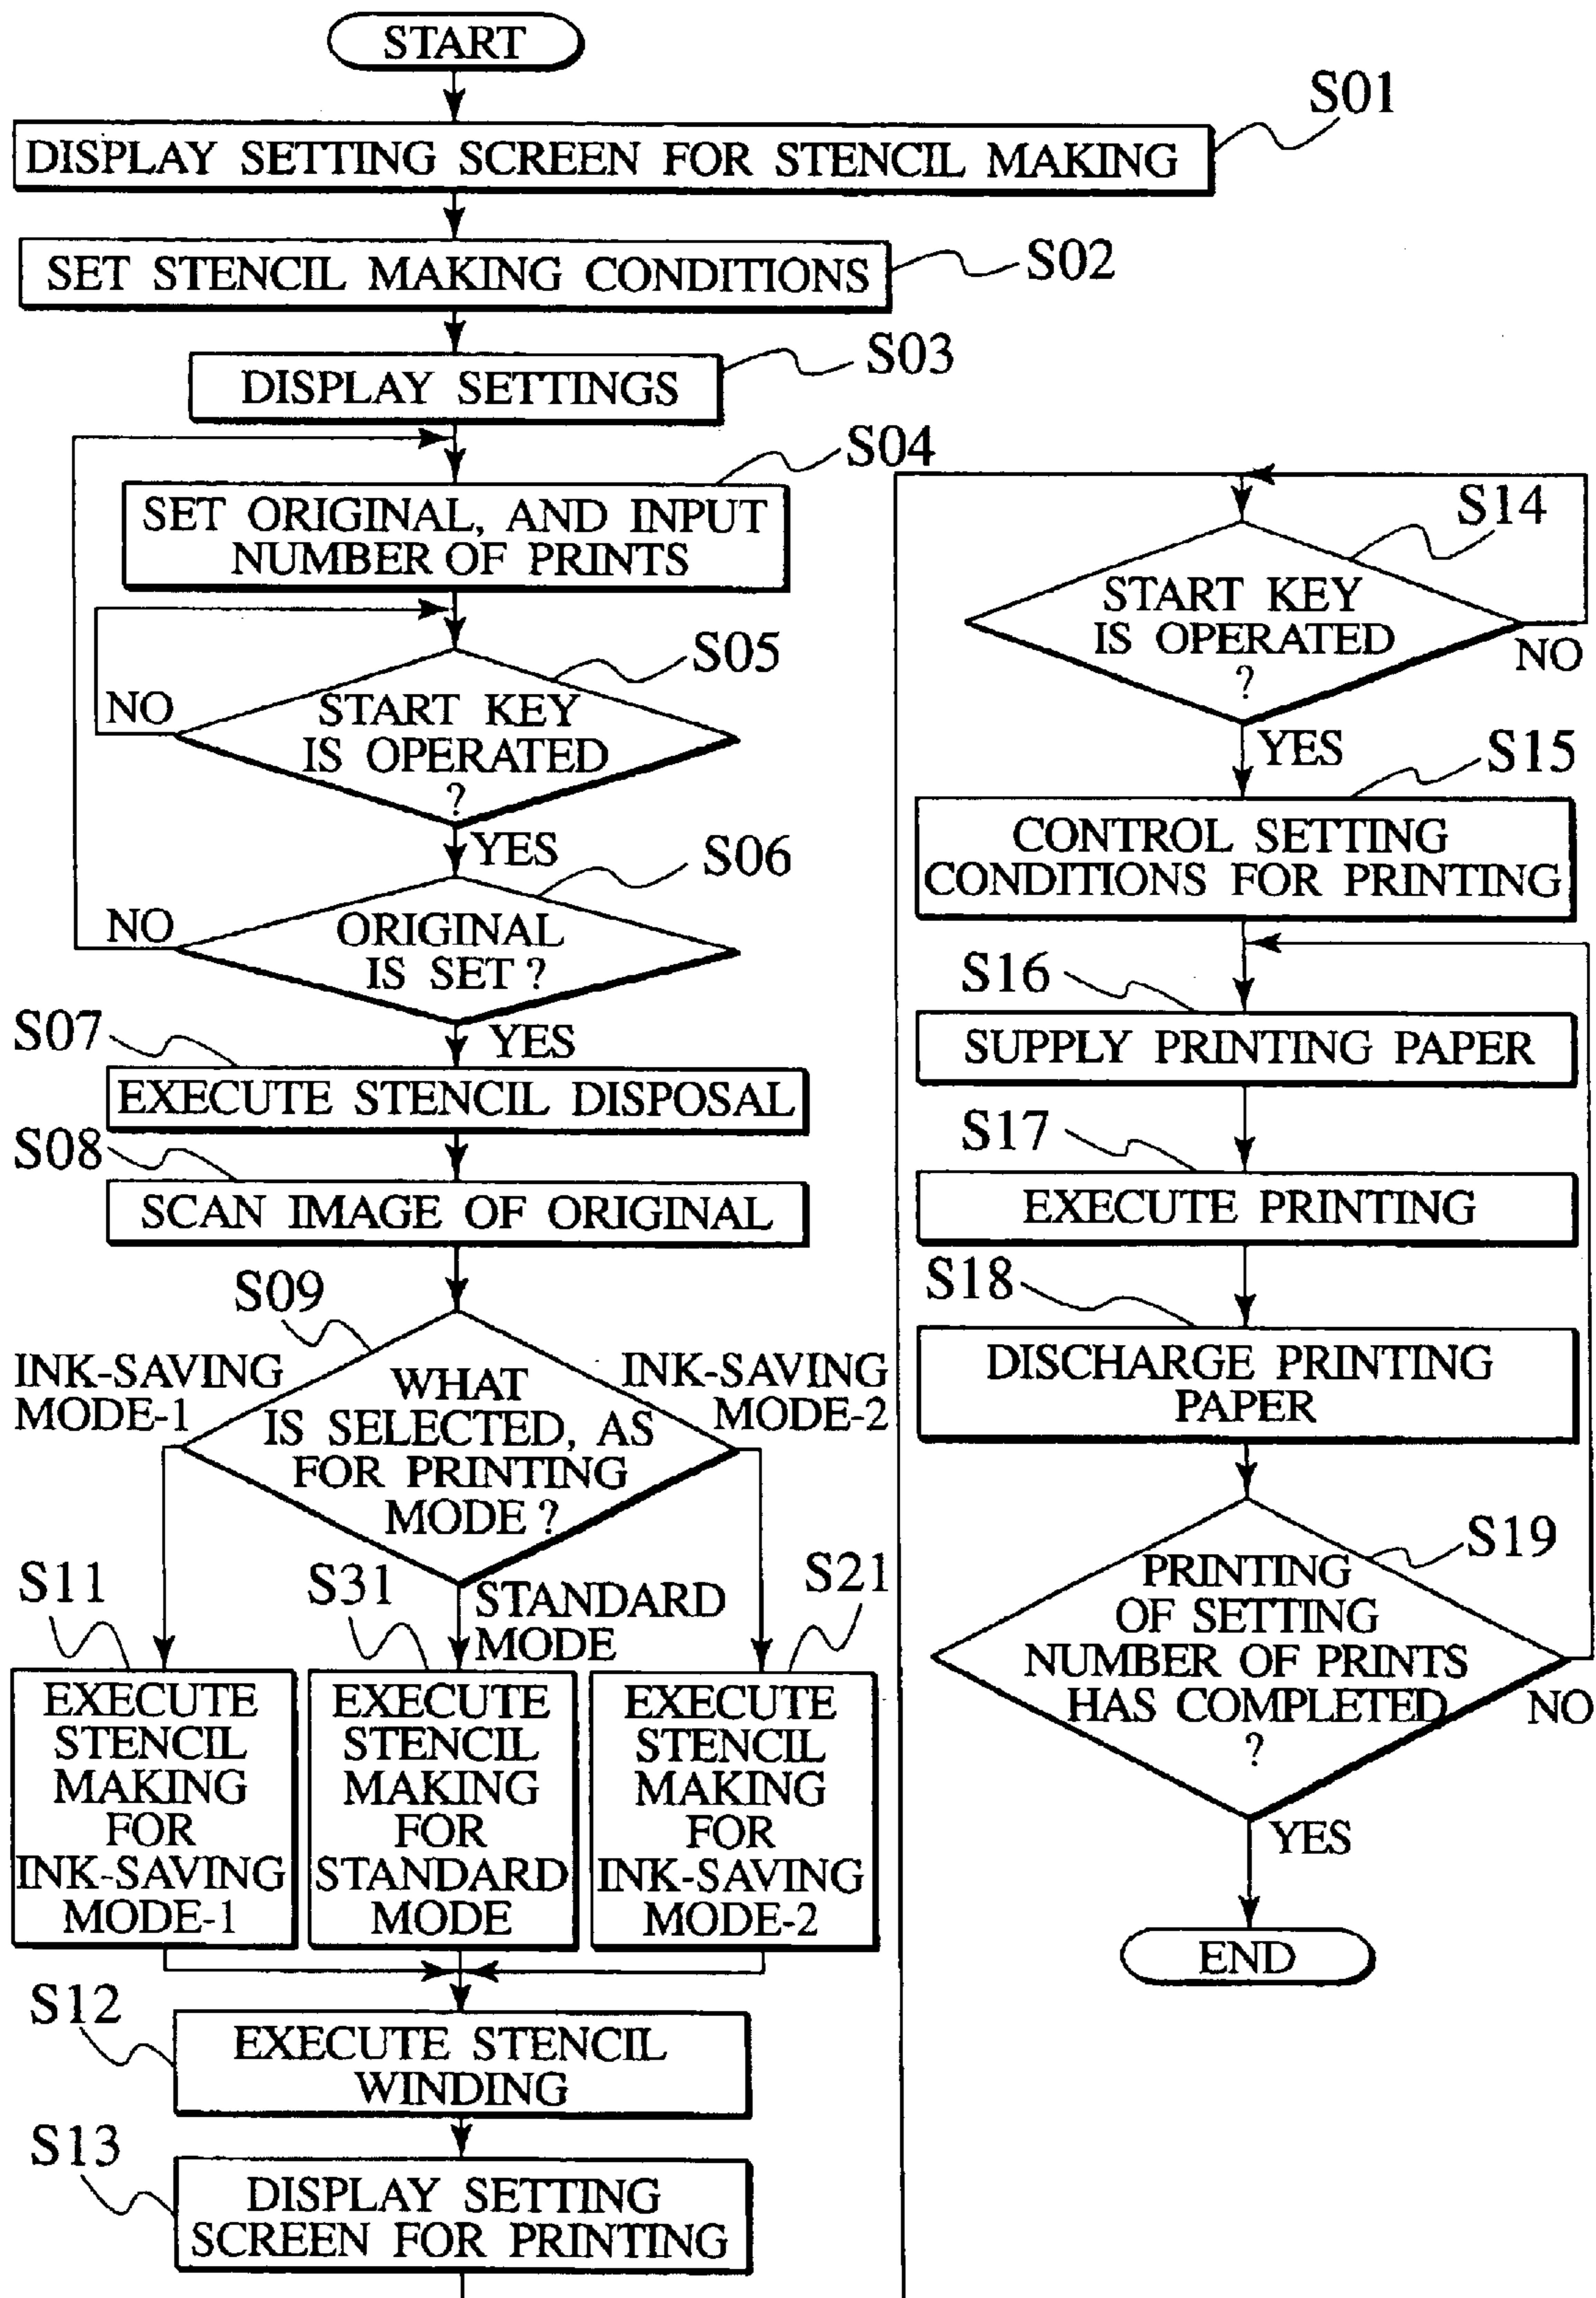 START
S01
DISPLAY SETTING SCREEN FOR STENCIL MAKING
SET STENCIL MAKING CONDITIONS
S02
S03
DISPLAY SETTINGS
S04
SET ORIGINAL, AND INPUT
NUMBER OF PRINTS
S05
NO
START KEY
IS OPERATED
?
YES
S06
NO
ORIGINAL
IS SET ?
YES
S07
EXECUTE STENCIL DISPOSAL
S08
SCAN IMAGE OF ORIGINAL
S09
INK-SAVING
MODE-1
WHAT
IS SELECTED, AS
FOR PRINTING
MODE ?
INK-SAVING
MODE-2
S11
S31
STANDARD
MODE
S21
EXECUTE
STENCIL
MAKING
FOR
INK-SAVING
MODE-1
EXECUTE
STENCIL
MAKING
FOR
STANDARD
MODE
EXECUTE
STENCIL
MAKING
FOR
INK-SAVING
MODE-2
S12
EXECUTE STENCIL
WINDING
S13
DISPLAY SETTING
SCREEN FOR PRINTING
S14
START KEY
IS OPERATED
?
NO
YES
S15
CONTROL SETTING
CONDITIONS FOR PRINTING
S16
SUPPLY PRINTING PAPER
S17
EXECUTE PRINTING
S18
DISCHARGE PRINTING
PAPER
S19
PRINTING
OF SETTING
NUMBER OF PRINTS
HAS COMPLETED
?
NO
YES
END